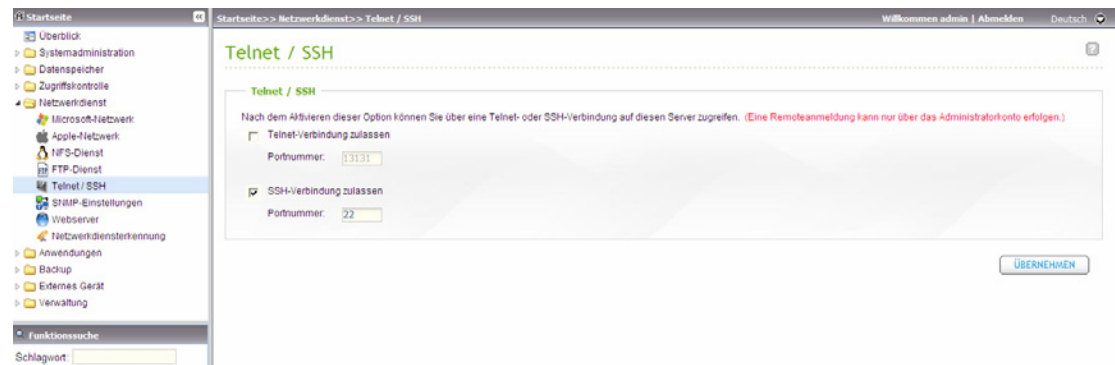 Startseite
Startseite>> Netzwerkdienst>> Telnet / SSH
Willkommen admin | Abmelden
Deutsch
Überblick
Systemadministration
Datenspeicher
Zugriffskontrolle
Netzwerkdienst
Microsoft-Netzwerk
Apple-Netzwerk
NFS-Dienst
FTP-Dienst
Telnet / SSH
SNMP-Einstellungen
Webserver
Netzwerkdiensterkennung
Anwendungen
Backup
Externes Gerät
Verwaltung
Funktionssuche
Schlagwort:
Telnet / SSH
Telnet / SSH
Nach dem Aktivieren dieser Option können Sie über eine Telnet- oder SSH-Verbindung auf diesen Server zugreifen. (Eine Remoteanmeldung kann nur über das Administratorkonto erfolgen.)
Telnet-Verbindung zulassen
Portnummer: 13131
SSH-Verbindung zulassen
Portnummer: 22
ÜBERNEHMEN